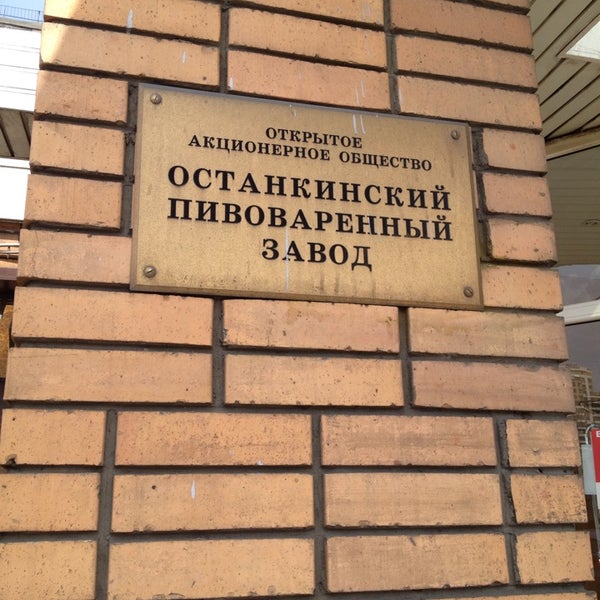 ОТКРЫТОЕ
АКЦИОНЕРНОЕ ОБЩЕСТВО
ОСТАНКИНСКИЙ
ПИВОВАРЕННЫЙ
ЗАВОД